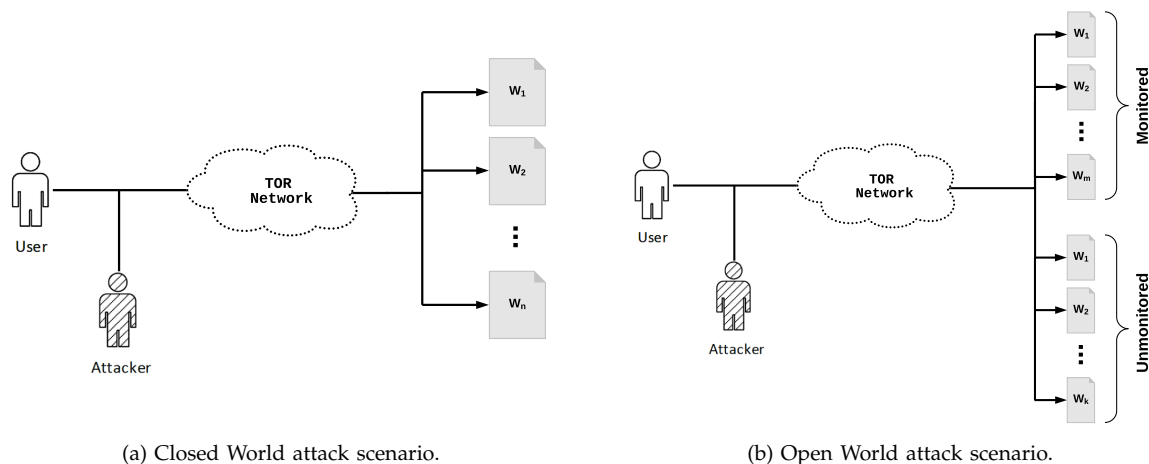 W1
W2
⋮
Wn
TOR
Network
User
Attacker
(a) Closed World attack scenario.
W1
W2
⋮
Wm
Monitored
TOR
Network
User
Attacker
W1
W2
⋮
Wk
Unmonitored
(b) Open World attack scenario.